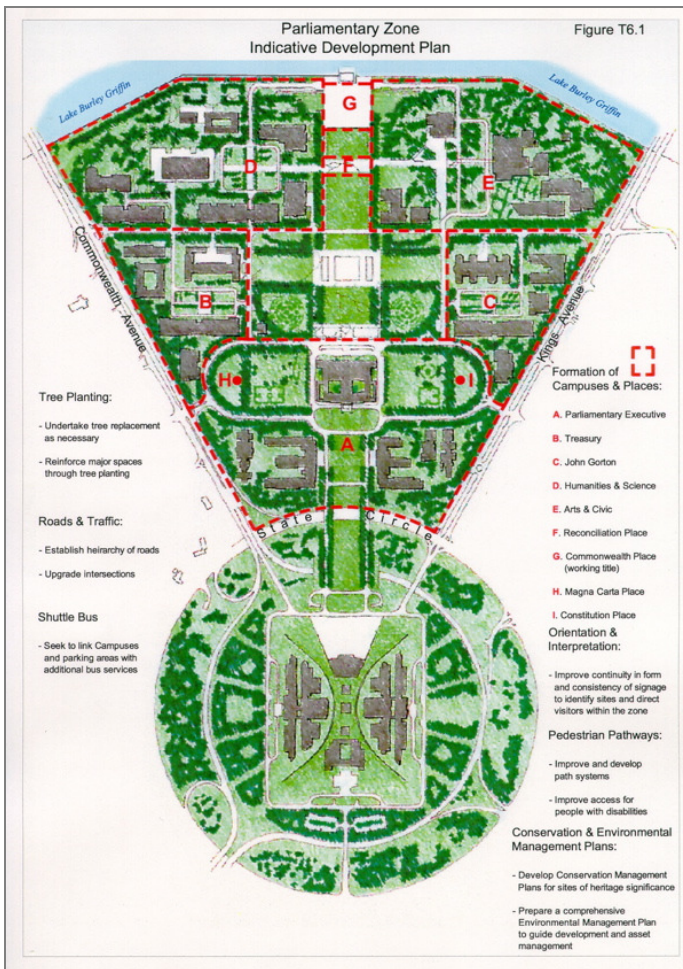 Parliamentary Zone
Indicative Development Plan
Figure T6.1
Lake Burley Griffin
Lake Burley Griffin
G
F
D
E
Commonwealth Avenue
Kings Avenue
B
C
H
I
A
State Circle
Tree Planting:
- Undertake tree replacement
as necessary
- Reinforce major spaces
through tree planting
Roads & Traffic:
- Establish heirarchy of roads
- Upgrade intersections
Shuttle Bus
- Seek to link Campuses
and parking areas with
additional bus services
Formation of
Campuses & Places:
A. Parliamentary Executive
B. Treasury
C. John Gorton
D. Humanities & Science
E. Arts & Civic
F. Reconciliation Place
G. Commonwealth Place
(working title)
H. Magna Carta Place
I. Constitution Place
Orientation &
Interpretation:
- Improve continuity in form
and consistency of signage
to identify sites and direct
visitors within the zone
Pedestrian Pathways:
- Improve and develop
path systems
- Improve access for
people with disabilities
Conservation & Environmental
Management Plans:
- Develop Conservation Management
Plans for sites of heritage significance
- Prepare a comprehensive
Environmental Management Plan
to guide development and asset
management